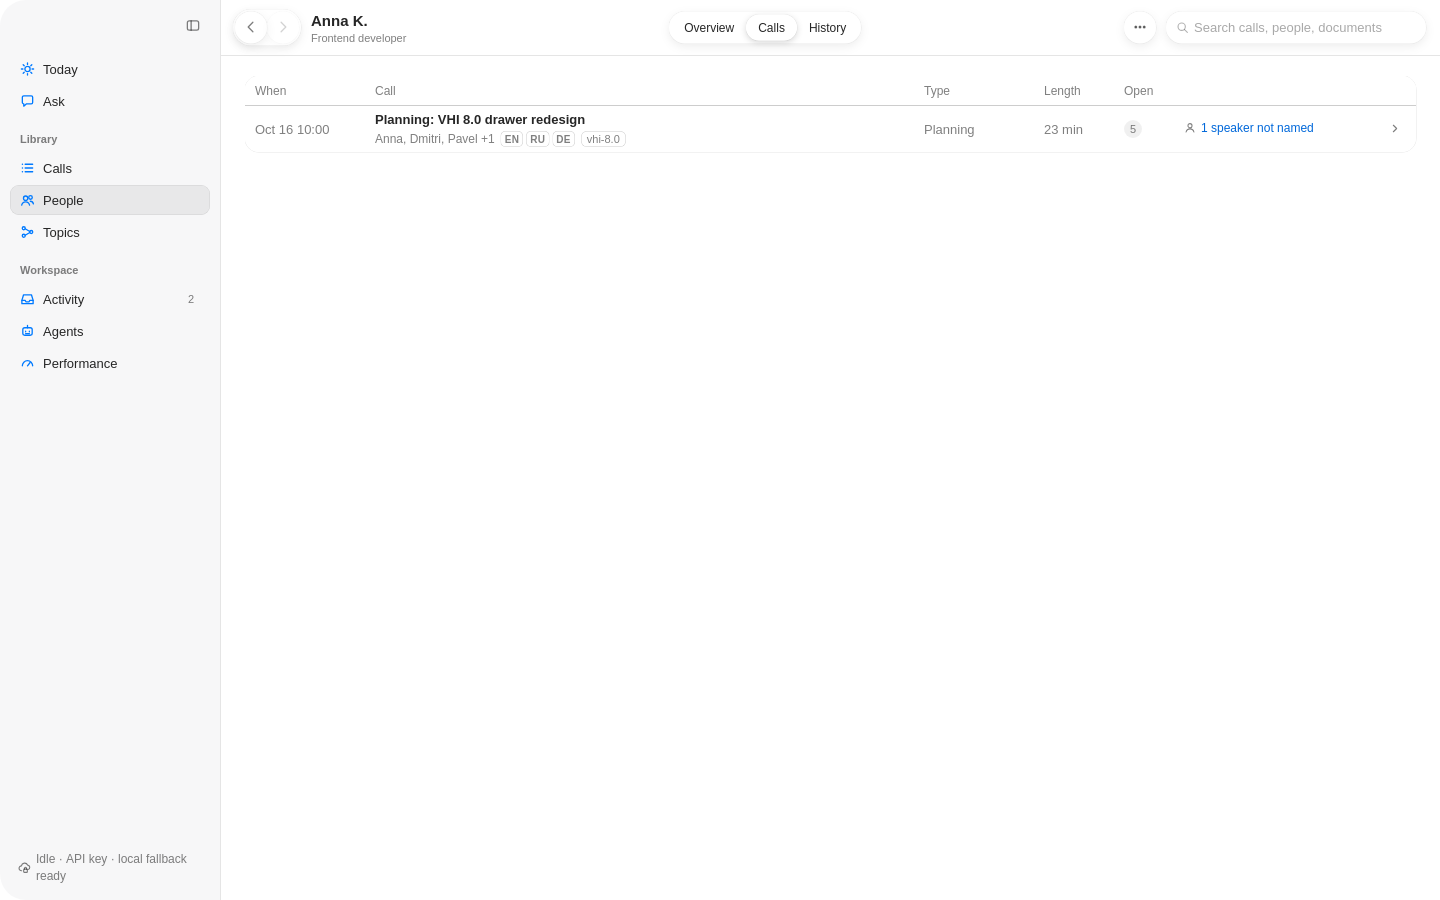 Today
Ask
Library
Calls
People
Topics
Workspace
Activity 2
Agents
Performance
Idle · API key · local fallback
ready
Anna K.
Frontend developer
Overview Calls History
Search calls, people, documents
When Call Type Length Open
Oct 16 10:00 Planning: VHI 8.0 drawer redesign Planning 23 min 5 1 speaker not named
Anna, Dmitri, Pavel +1 EN RU DE vhi-8.0